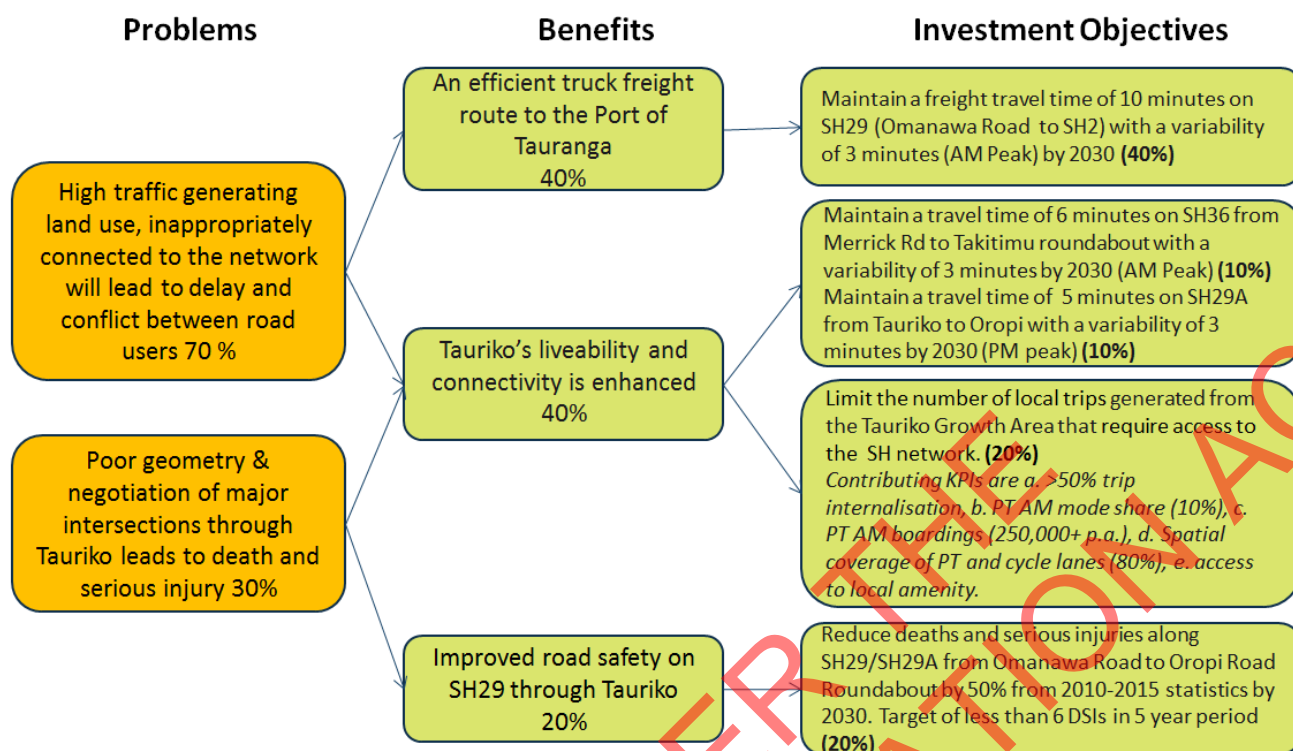 Problems
Benefits
Investment Objectives
High traffic generating
land use, inappropriately
connected to the network
will lead to delay and
conflict between road
users 70 %
Poor geometry &
negotiation of major
intersections through
Tauriko leads to death and
serious injury 30%
An efficient truck freight
route to the Port of
Tauranga
40%
Tauriko's liveability and
connectivity is enhanced
40%
Improved road safety on
SH29 through Tauriko
20%
Maintain a freight travel time of 10 minutes on
SH29 (Omanawa Road to SH2) with a variability
of 3 minutes (AM Peak) by 2030 (40%)
Maintain a travel time of 6 minutes on SH36 from
Merrick Rd to Takitimu roundabout with a
variability of 3 minutes by 2030 (AM Peak) (10%)
Maintain a travel time of 5 minutes on SH29A
from Tauriko to Oropi with a variability of 3
minutes by 2030 (PM peak) (10%)
Limit the number of local trips generated from
the Tauriko Growth Area that require access to
the SH network. (20%)
Contributing KPIs are a. >50% trip
internalisation, b. PT AM mode share (10%), c.
PT AM boardings (250,000+ p.a.), d. Spatial
coverage of PT and cycle lanes (80%), e. access
to local amenity.
Reduce deaths and serious injuries along
SH29/SH29A from Omanawa Road to Oropi Road
Roundabout by 50% from 2010-2015 statistics by
2030. Target of less than 6 DSIs in 5 year period
(20%)
THE